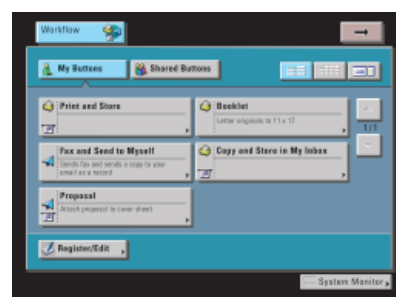 Workflow
My Buttons
Shared Buttons
Print and Store
Booklet
Letter originals to 11 x 17
1/1
Fax and Send to Myself
Sends fax and sends a copy to your
email as a record
Copy and Store in My Inbox
Proposal
Attach proposal to cover sheet
Register/Edit
System Monitor